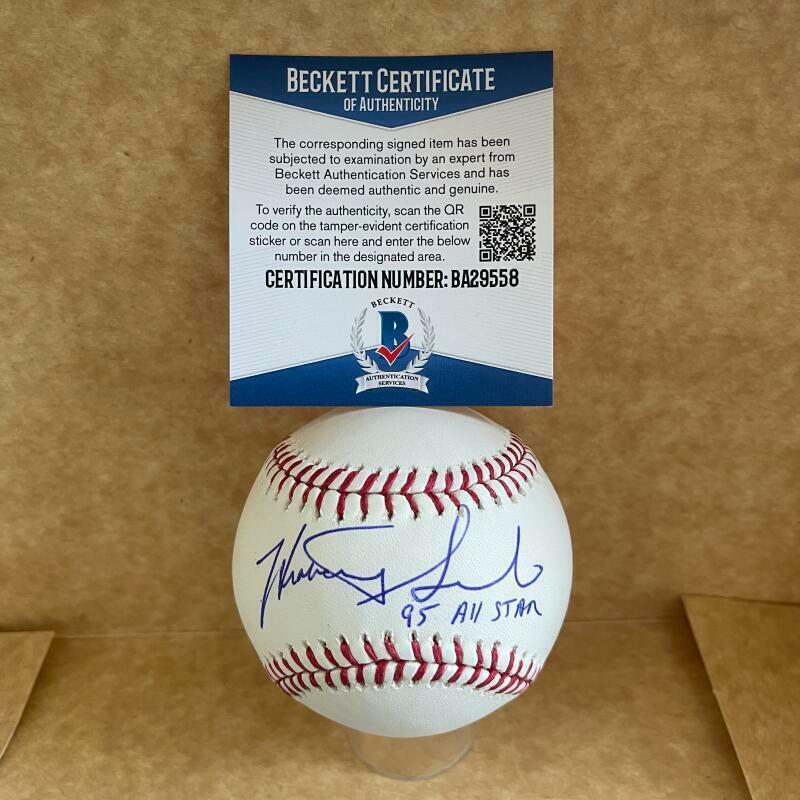 BECKETT CERTIFICATE
OF AUTHENTICITY
The corresponding signed item has been
subjected to examination by an expert from
Beckett Authentication Services and has
been deemed authentic and genuine.
To verify the authenticity, scan the QR
code on the tamper-evident certification
sticker or scan here and enter the below
number in the designated area.
CERTIFICATION NUMBER: BA29558
BECKETT
B
AUTHENTICATION
SERVICES
95 All STAR